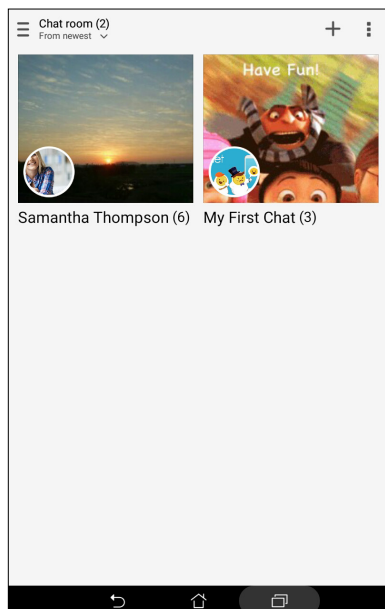 Chat room (2)
From newest
Have Fun!
Samantha Thompson (6)
My First Chat (3)